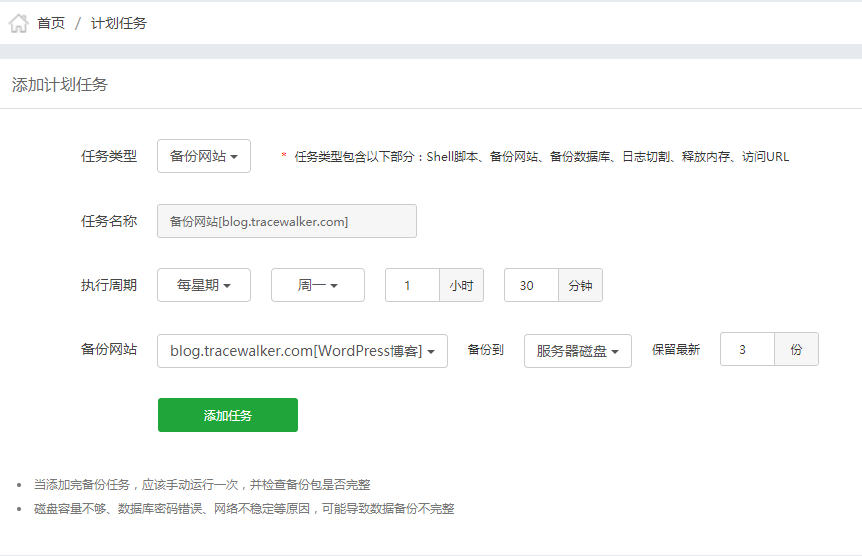 首页 / 计划任务
添加计划任务
任务类型 备份网站 * 任务类型包含以下部分：Shell脚本、备份网站、备份数据库、日志切割、释放内存、访问URL
任务名称 备份网站[blog.tracewalker.com]
执行周期 每星期 周一 1 小时 30 分钟
备份网站 blog.tracewalker.com[WordPress博客] 备份到 服务器磁盘 保留最新 3 份
添加任务
当添加完备份任务，应该手动运行一次，并检查备份包是否完整
磁盘容量不够、数据库密码错误、网络不稳定等原因，可能导致数据备份不完整